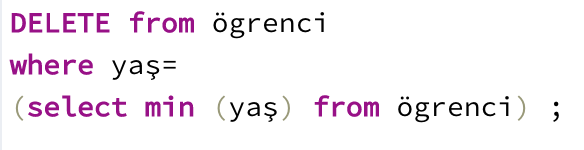 DELETE from ögrenci
where yaş=
(select min (yaş) from ögrenci) ;